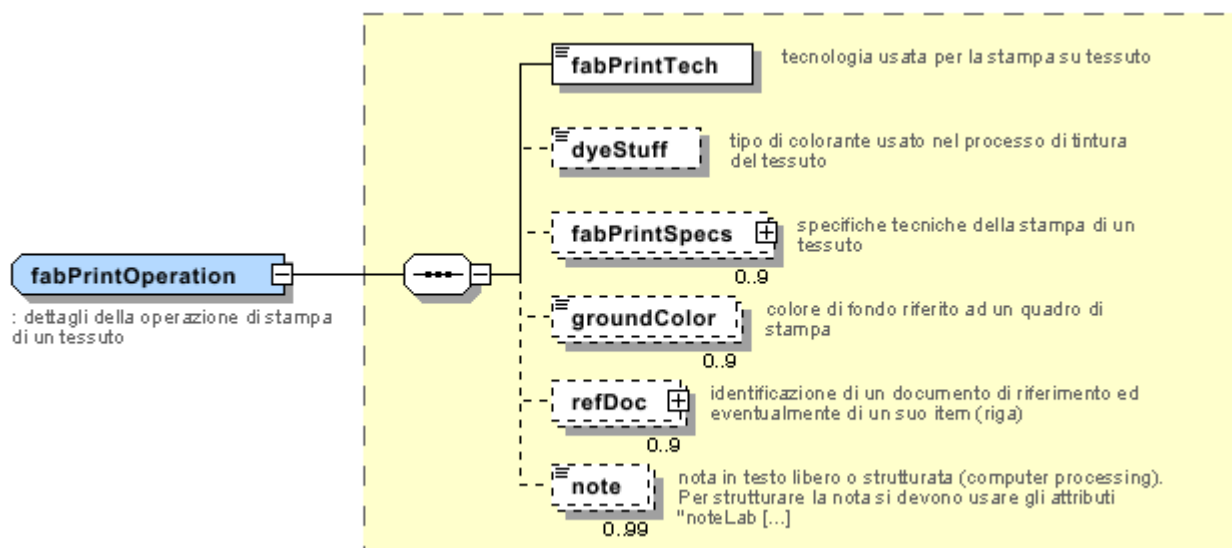 fabPrintTech
tecnologia usata per la stampa su tessuto
dyeStuff
tipo di colorante usato nel processo di tintura
del tessuto
fabPrintSpecs
specifiche tecniche della stampa di un
tessuto
0..9
fabPrintOperation
: dettagli della operazione di stampa
di un tessuto
groundColor
colore di fondo riferito ad un quadro di
stampa
0..9
refDoc
identificazione di un documento di riferimento ed
eventualmente di un suo item (riga)
0..9
note
nota in testo libero o strutturata (computer processing).
Per strutturare la nota si devono usare gli attributi
"noteLab [...]
0..99